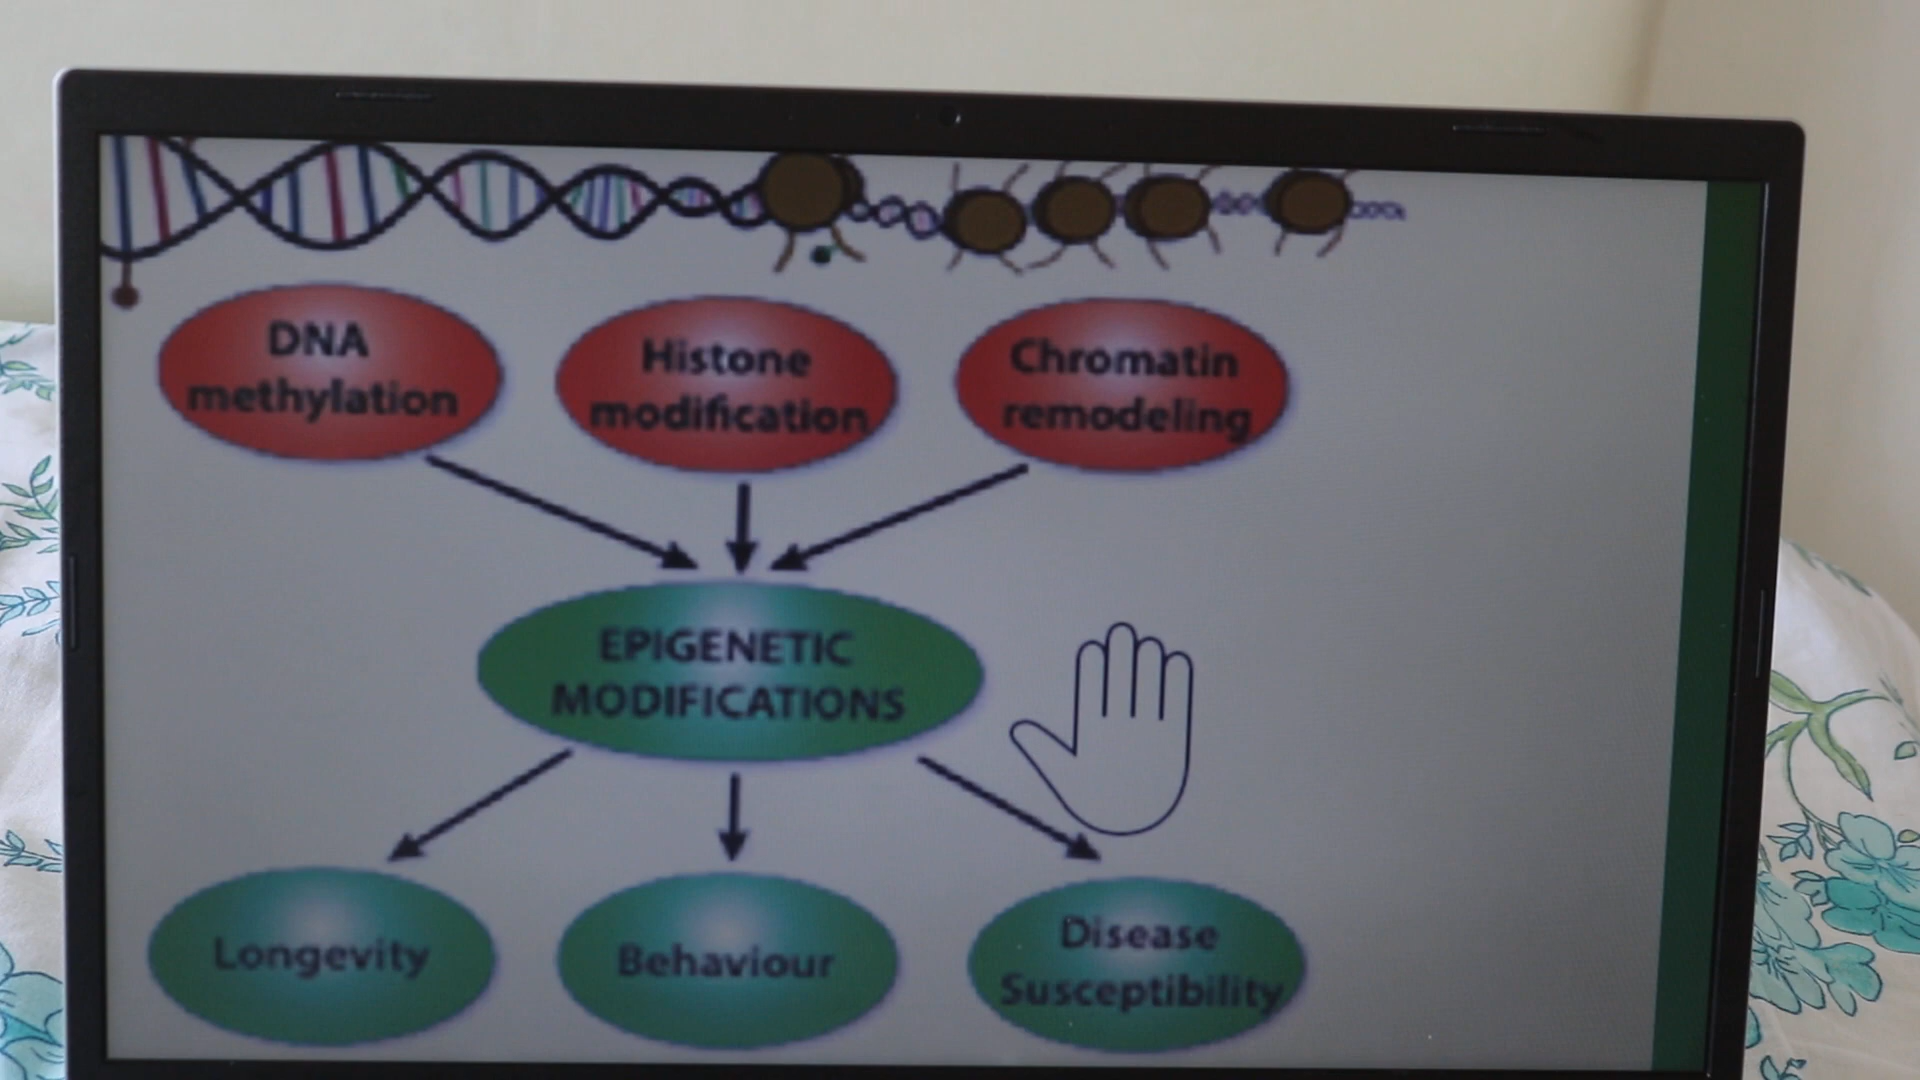 DNA
methylation
Histone
modification
Chromatin
remodeling
EPIGENETIC
MODIFICATIONS
Longevity
Behaviour
Disease
Susceptibility